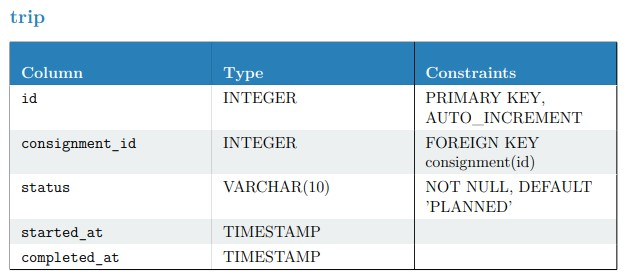 trip
Column Type Constraints
id INTEGER PRIMARY KEY,
AUTO_INCREMENT
consignment_id INTEGER FOREIGN KEY
consignment(id)
status VARCHAR(10) NOT NULL, DEFAULT
’PLANNED’
started_at TIMESTAMP
completed_at TIMESTAMP